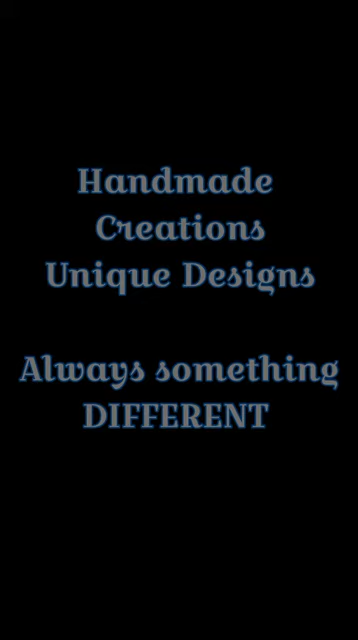 Handmade
Creations
Unique Designs
Always something
DIFFERENT